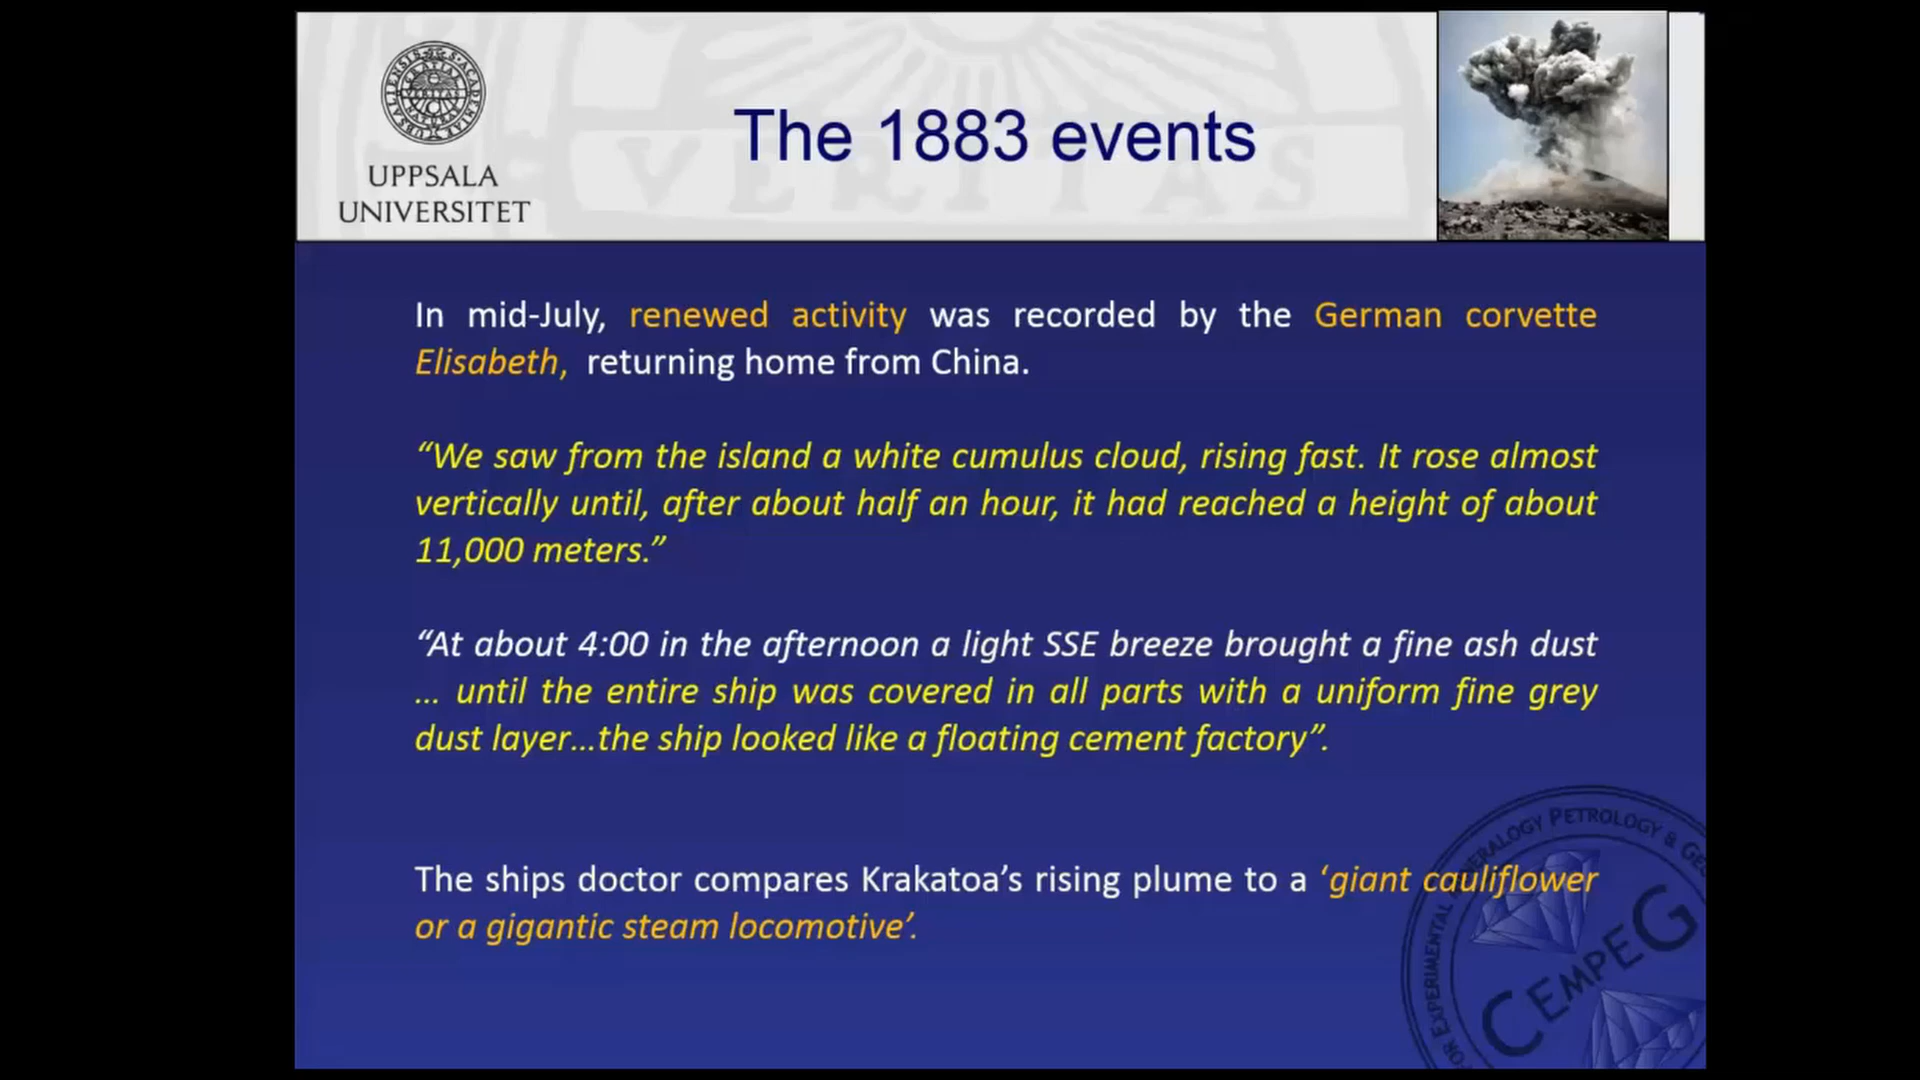 UPPSALA
UNIVERSITET
The 1883 events
VERITAS
In mid-July, renewed activity was recorded by the German corvette
Elisabeth, returning home from China.
“We saw from the island a white cumulus cloud, rising fast. It rose almost
vertically until, after about half an hour, it had reached a height of about
11,000 meters.”
“At about 4:00 in the afternoon a light SSE breeze brought a fine ash dust
... until the entire ship was covered in all parts with a uniform fine grey
dust layer...the ship looked like a floating cement factory”.
The ships doctor compares Krakatoa’s rising plume to a ‘giant cauliflower
or a gigantic steam locomotive’.
FOR EXPERIMENTAL MINERALOGY PETROLOGY & GE
CEMPEG